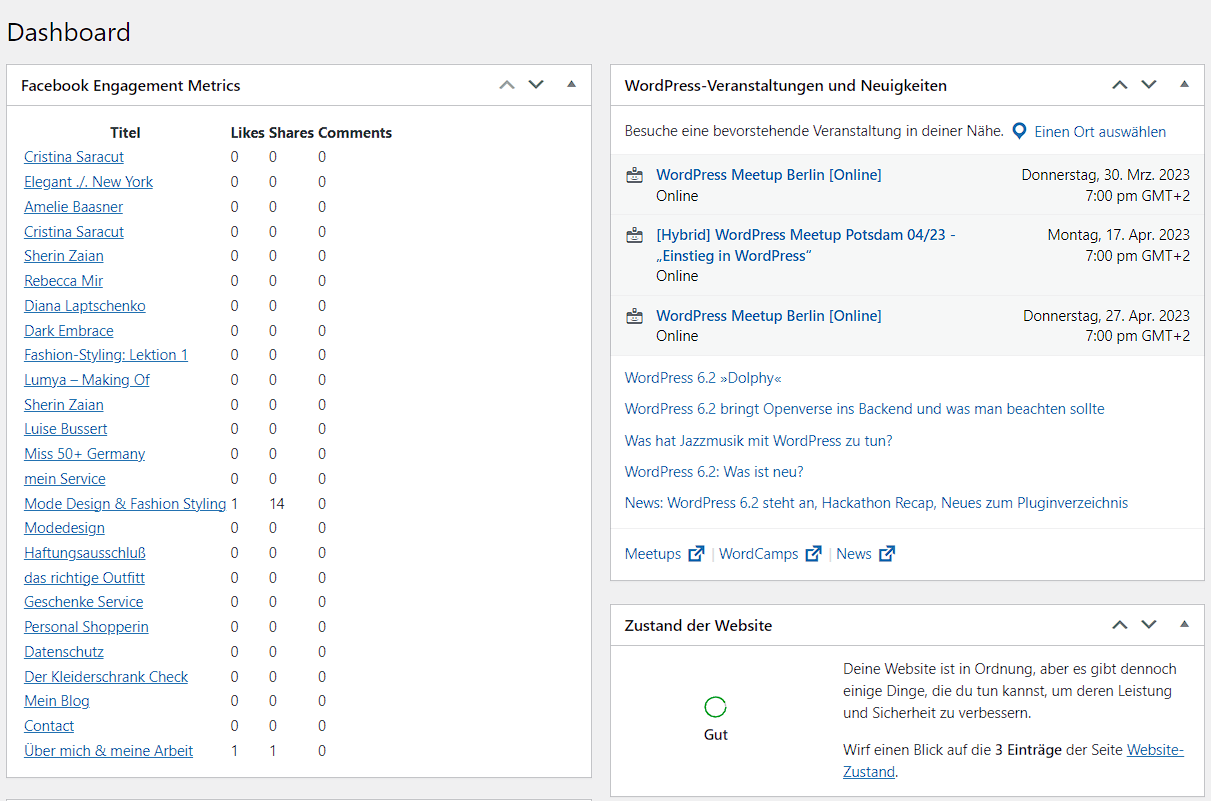 Dashboard
Facebook Engagement Metrics
Titel Likes Shares Comments
Cristina Saracut 0 0 0
Elegant ./. New York 0 0 0
Amelie Baasner 0 0 0
Cristina Saracut 0 0 0
Sherin Zaian 0 0 0
Rebecca Mir 0 0 0
Diana Laptschenko 0 0 0
Dark Embrace 0 0 0
Fashion-Styling: Lektion 1 0 0 0
Lumya – Making Of 0 0 0
Sherin Zaian 0 0 0
Luise Bussert 0 0 0
Miss 50+ Germany 0 0 0
mein Service 0 0 0
Mode Design & Fashion Styling 1 14 0
Modedesign 0 0 0
Haftungsausschluß 0 0 0
das richtige Outfitt 0 0 0
Geschenke Service 0 0 0
Personal Shopperin 0 0 0
Datenschutz 0 0 0
Der Kleiderschrank Check 0 0 0
Mein Blog 0 0 0
Contact 0 0 0
Über mich & meine Arbeit 1 1 0
WordPress-Veranstaltungen und Neuigkeiten
Besuche eine bevorstehende Veranstaltung in deiner Nähe. Einen Ort auswählen
WordPress Meetup Berlin [Online] Donnerstag, 30. Mrz. 2023
Online 7:00 pm GMT+2
[Hybrid] WordPress Meetup Potsdam 04/23 - Montag, 17. Apr. 2023
„Einstieg in WordPress“ 7:00 pm GMT+2
Online
WordPress Meetup Berlin [Online] Donnerstag, 27. Apr. 2023
Online 7:00 pm GMT+2
WordPress 6.2 »Dolphy«
WordPress 6.2 bringt Openverse ins Backend und was man beachten sollte
Was hat Jazzmusik mit WordPress zu tun?
WordPress 6.2: Was ist neu?
News: WordPress 6.2 steht an, Hackathon Recap, Neues zum Pluginverzeichnis
Meetups | WordCamps | News
Zustand der Website
Gut
Deine Website ist in Ordnung, aber es gibt dennoch
einige Dinge, die du tun kannst, um deren Leistung
und Sicherheit zu verbessern.
Wirf einen Blick auf die 3 Einträge der Seite Website-
Zustand.